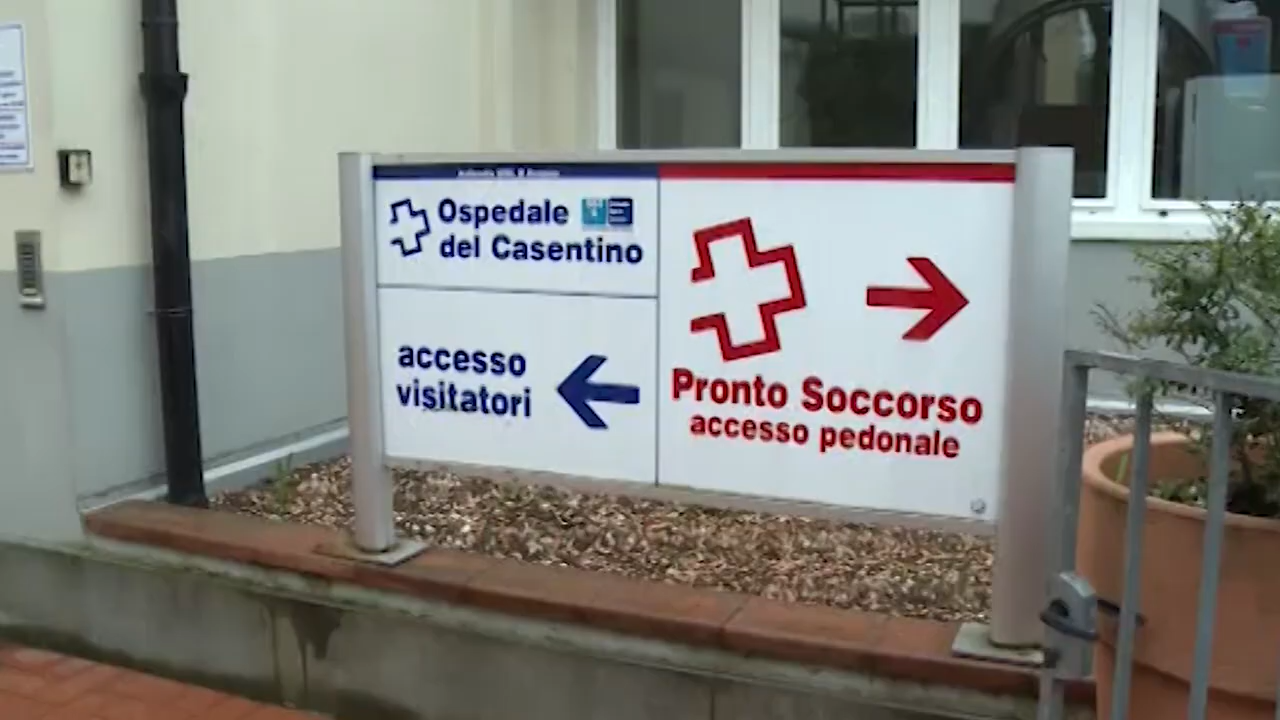 Ospedale
del Casentino
accesso
visitatori
Pronto Soccorso
accesso pedonale